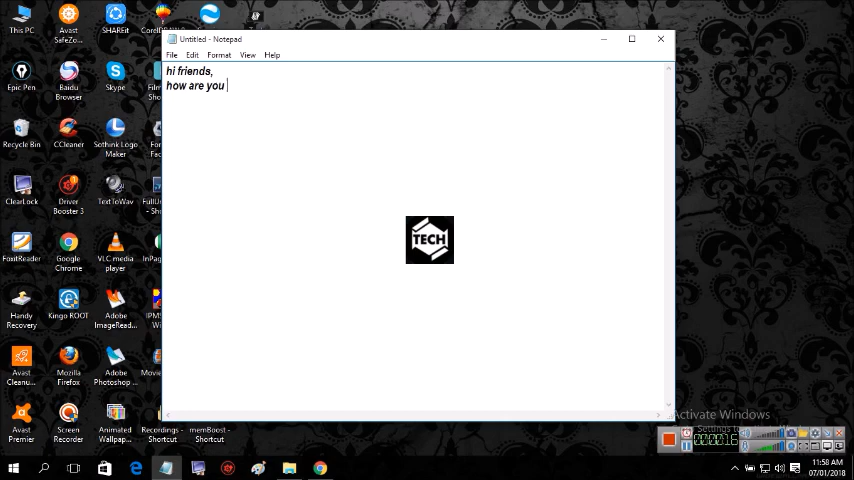 This PC
Avast SafeZo...
SHAREit
CorelDRAW
Untitled - Notepad
File Edit Format View Help
hi friends,
how are you
Epic Pen
Baidu Browser
Skype
Recycle Bin
CCleaner
Sothink Logo Maker
ClearLock
Driver Booster 3
TextToWav
FoxitReader
Google Chrome
VLC media player
TECH
Handy Recovery
Kingo ROOT
Adobe ImageRead...
Avast Cleanu...
Mozilla Firefox
Adobe Photoshop ...
Avast Premier
Screen Recorder
Animated Wallpap...
Recordings - Shortcut
memBoost - Shortcut
Activate Windows
Settings to
11:58 AM
07/01/2018